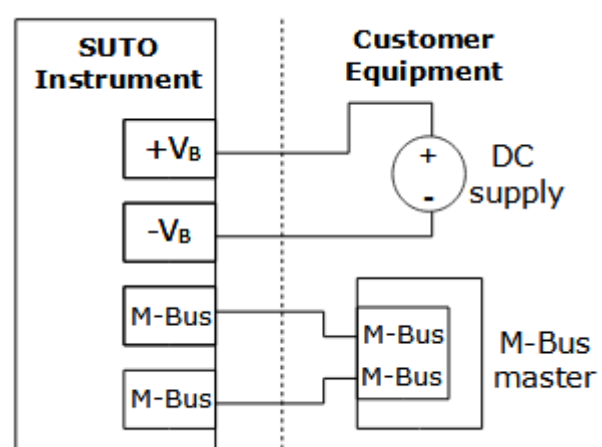 SUTO
Instrument
Customer
Equipment
+VB
-VB
M-Bus
M-Bus
+
-
DC
supply
M-Bus
M-Bus
M-Bus
master